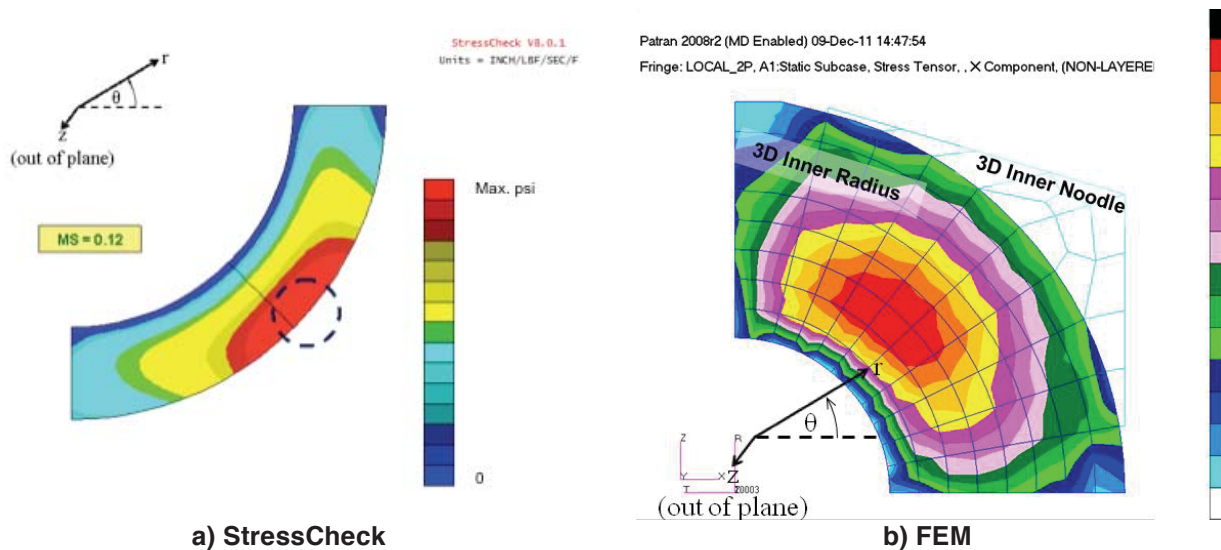 StressCheck V8.0.1
Units = INCH/LBF/SEC/F
r
θ
z
(out of plane)
MS = 0.12
Max. psi
0
a) StressCheck
Patran 2008r2 (MD Enabled) 09-Dec-11 14:47:54
Fringe: LOCAL_2P, A1:Static Subcase, Stress Tensor, , X Component, (NON-LAYERE
3D Inner Radius
3D Inner Noodle
r
θ
Z
R
Y
X
Z
T
20003
(out of plane)
b) FEM